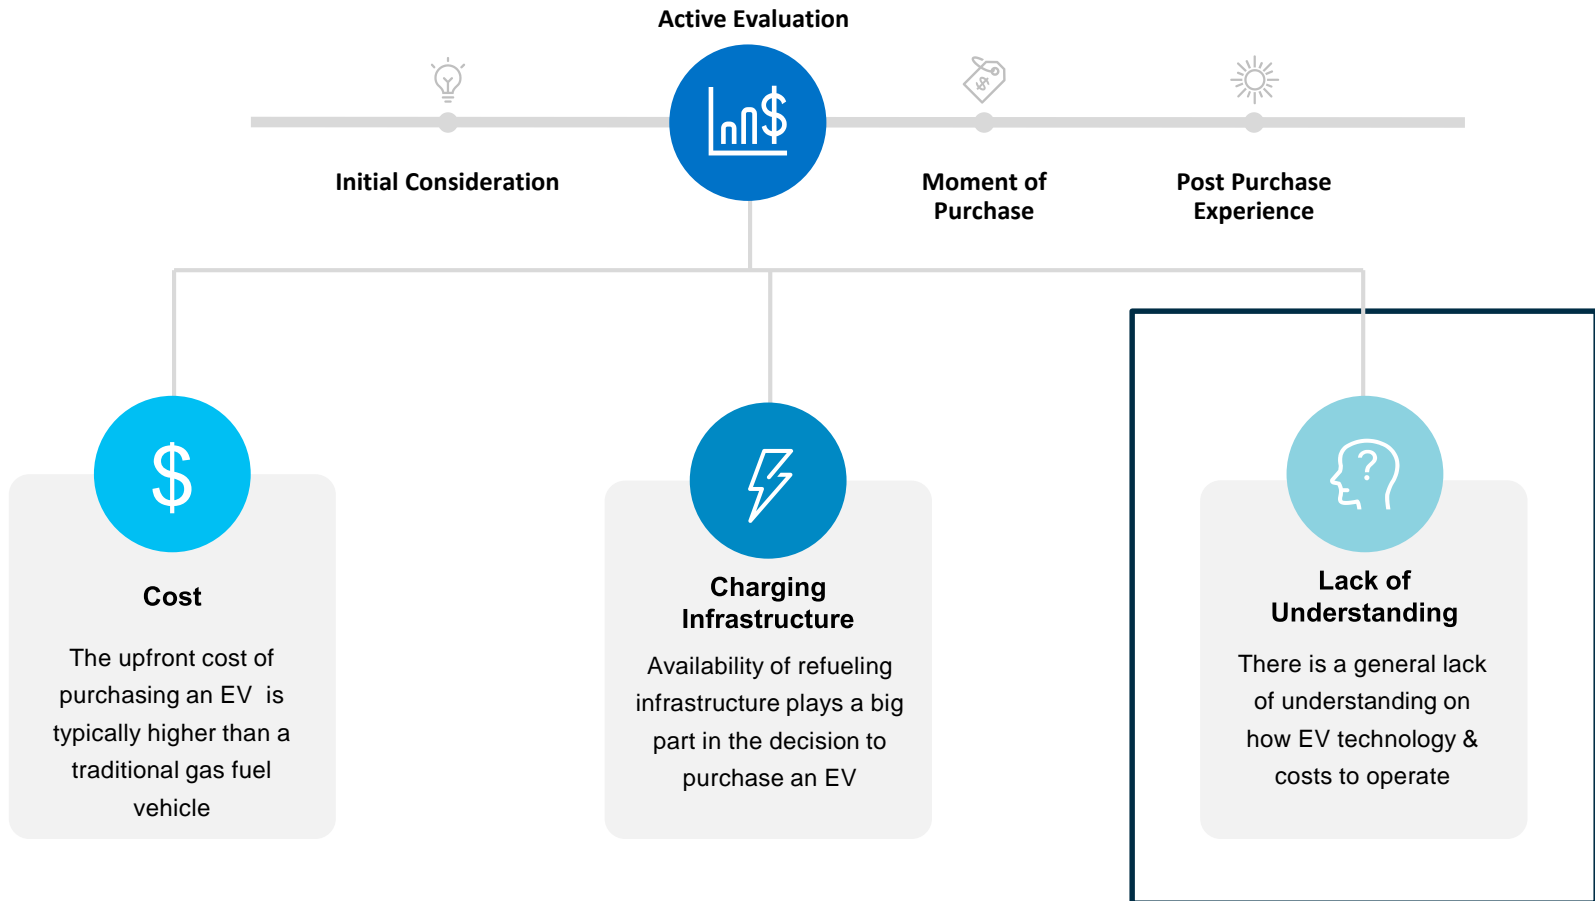 Active Evaluation
$
$
Initial Consideration
Moment of
Purchase
Post Purchase
Experience
$
Cost
The upfront cost of
purchasing an EV  is
typically higher than a
traditional gas fuel
vehicle
Charging
Infrastructure
Availability of refueling
infrastructure plays a big
part in the decision to
purchase an EV
?
Lack of
Understanding
There is a general lack
of understanding on
how EV technology &
costs to operate